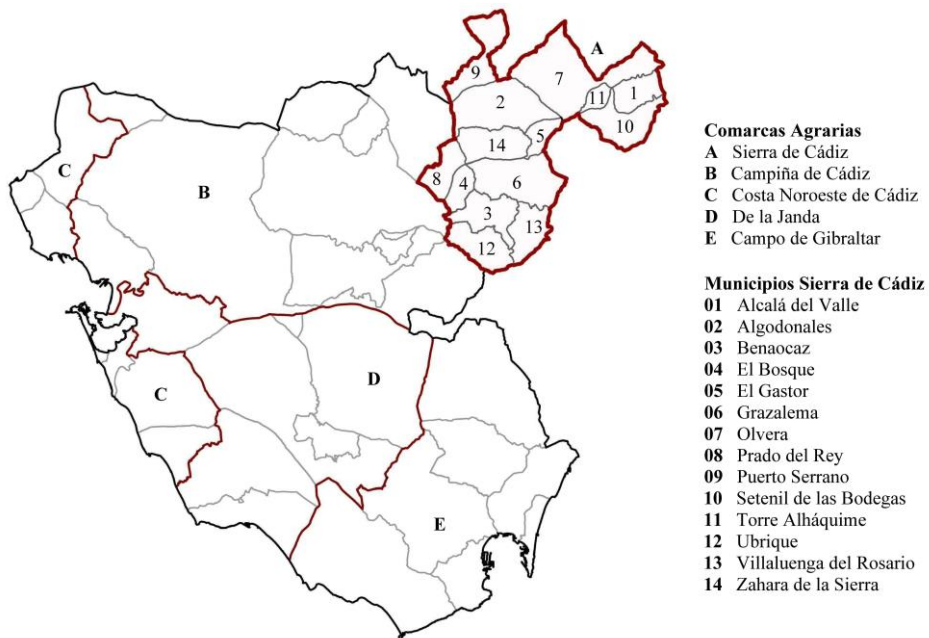 A
9
7
2
11
1
5
10
14
C
B
8
4
6
3
13
12
D
C
E
Comarcas Agrarias
A Sierra de Cádiz
B Campiña de Cádiz
C Costa Noroeste de Cádiz
D De la Janda
E Campo de Gibraltar
Municipios Sierra de Cádiz
01 Alcalá del Valle
02 Algodonales
03 Benaocaz
04 El Bosque
05 El Gastor
06 Grazalema
07 Olvera
08 Prado del Rey
09 Puerto Serrano
10 Setenil de las Bodegas
11 Torre Alháquime
12 Ubrique
13 Villaluenga del Rosario
14 Zahara de la Sierra